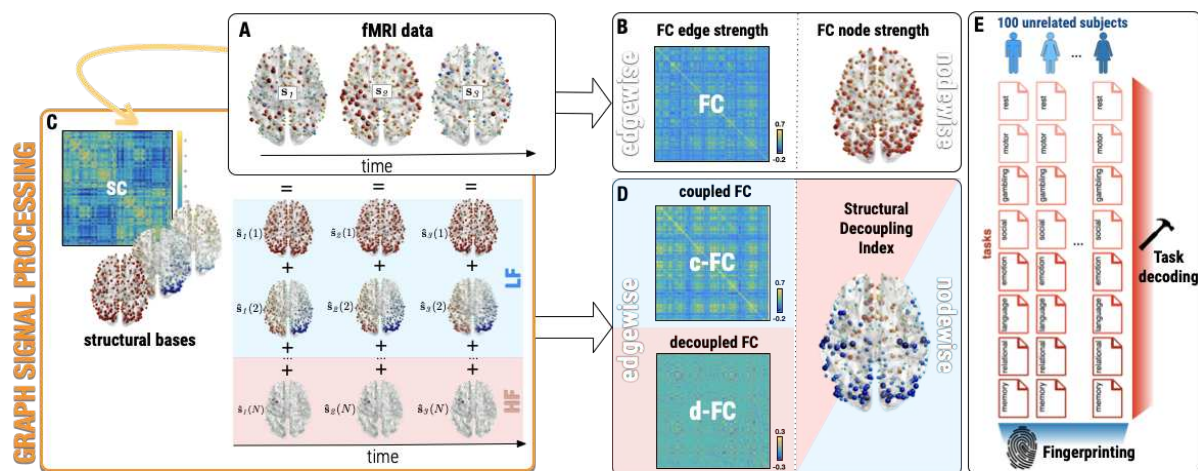 A
fMRI data
s₁
s₂
s₃
time
B
FC edge strength
FC node strength
edgewise
FC
0.7
-0.2
nodewise
C
GRAPH SIGNAL PROCESSING
SC
structural bases
= = =
ŝ₁(1) ŝ₂(1) ŝ₃(1)
+ + +
LF
ŝ₁(2) ŝ₂(2) ŝ₃(2)
+ + +
... ... ...
+ + +
HF
ŝ₁(N) ŝ₂(N) ŝ₃(N)
time
D
coupled FC
c-FC
0.7
-0.2
Structural
Decoupling
Index
edgewise
nodewise
decoupled FC
d-FC
0.3
-0.3
E
100 unrelated subjects
...
tasks
rest rest rest
motor motor motor
gambling gambling gambling
social social ... social
emotion emotion emotion
language language language
relational relational relational
memory memory memory
Task
decoding
Fingerprinting